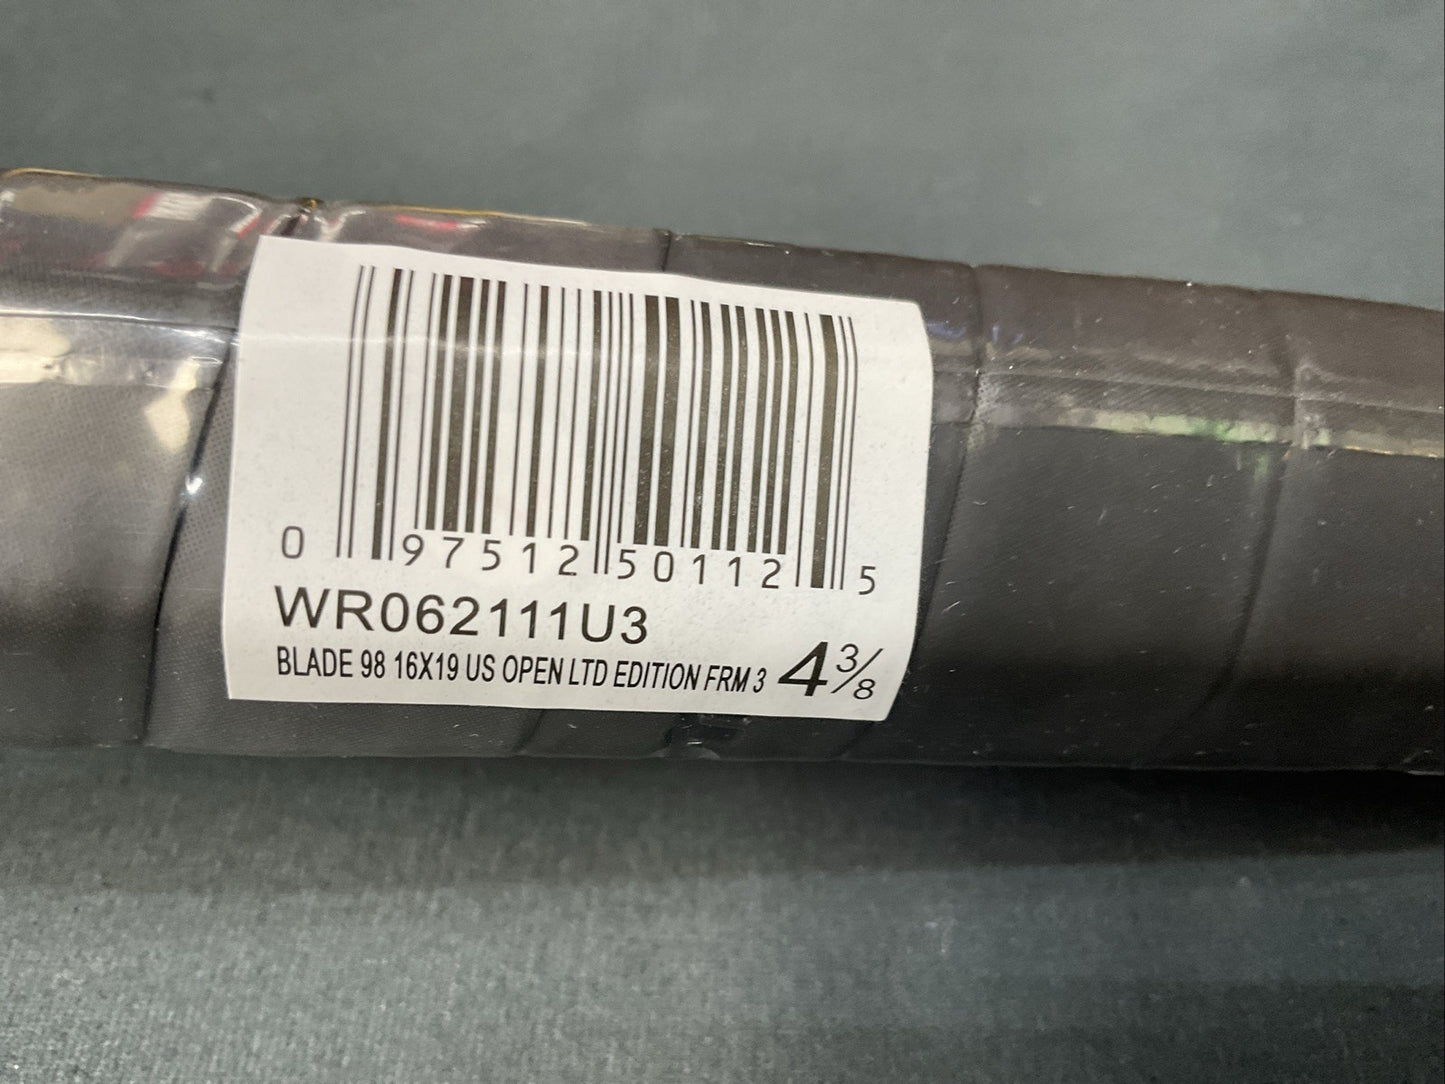 0 97512 50112 5
WR062111U3
BLADE 98 16X19 US OPEN LTD EDITION FRM 3 4 3/8